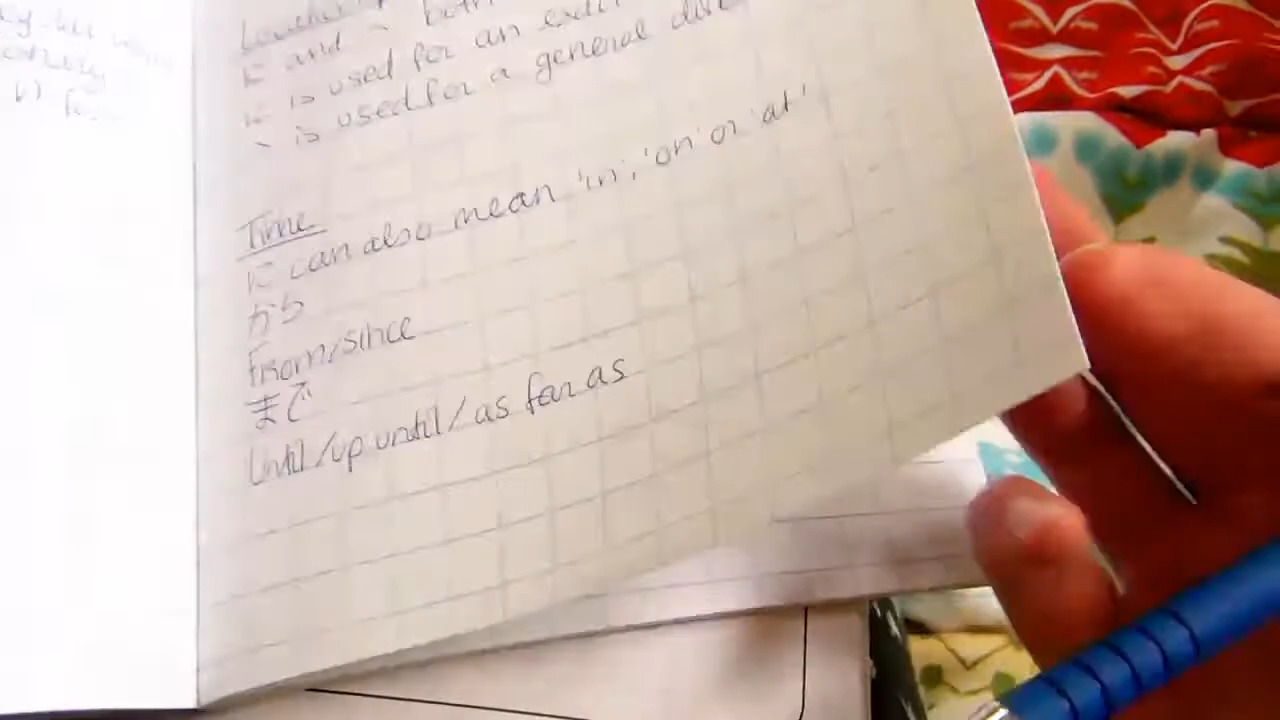 に and へ both
に is used for an
へ is used for a general
Time
に can also mean 'in', 'on' or 'at'
から
From/since
まで
Until/up until/as far as